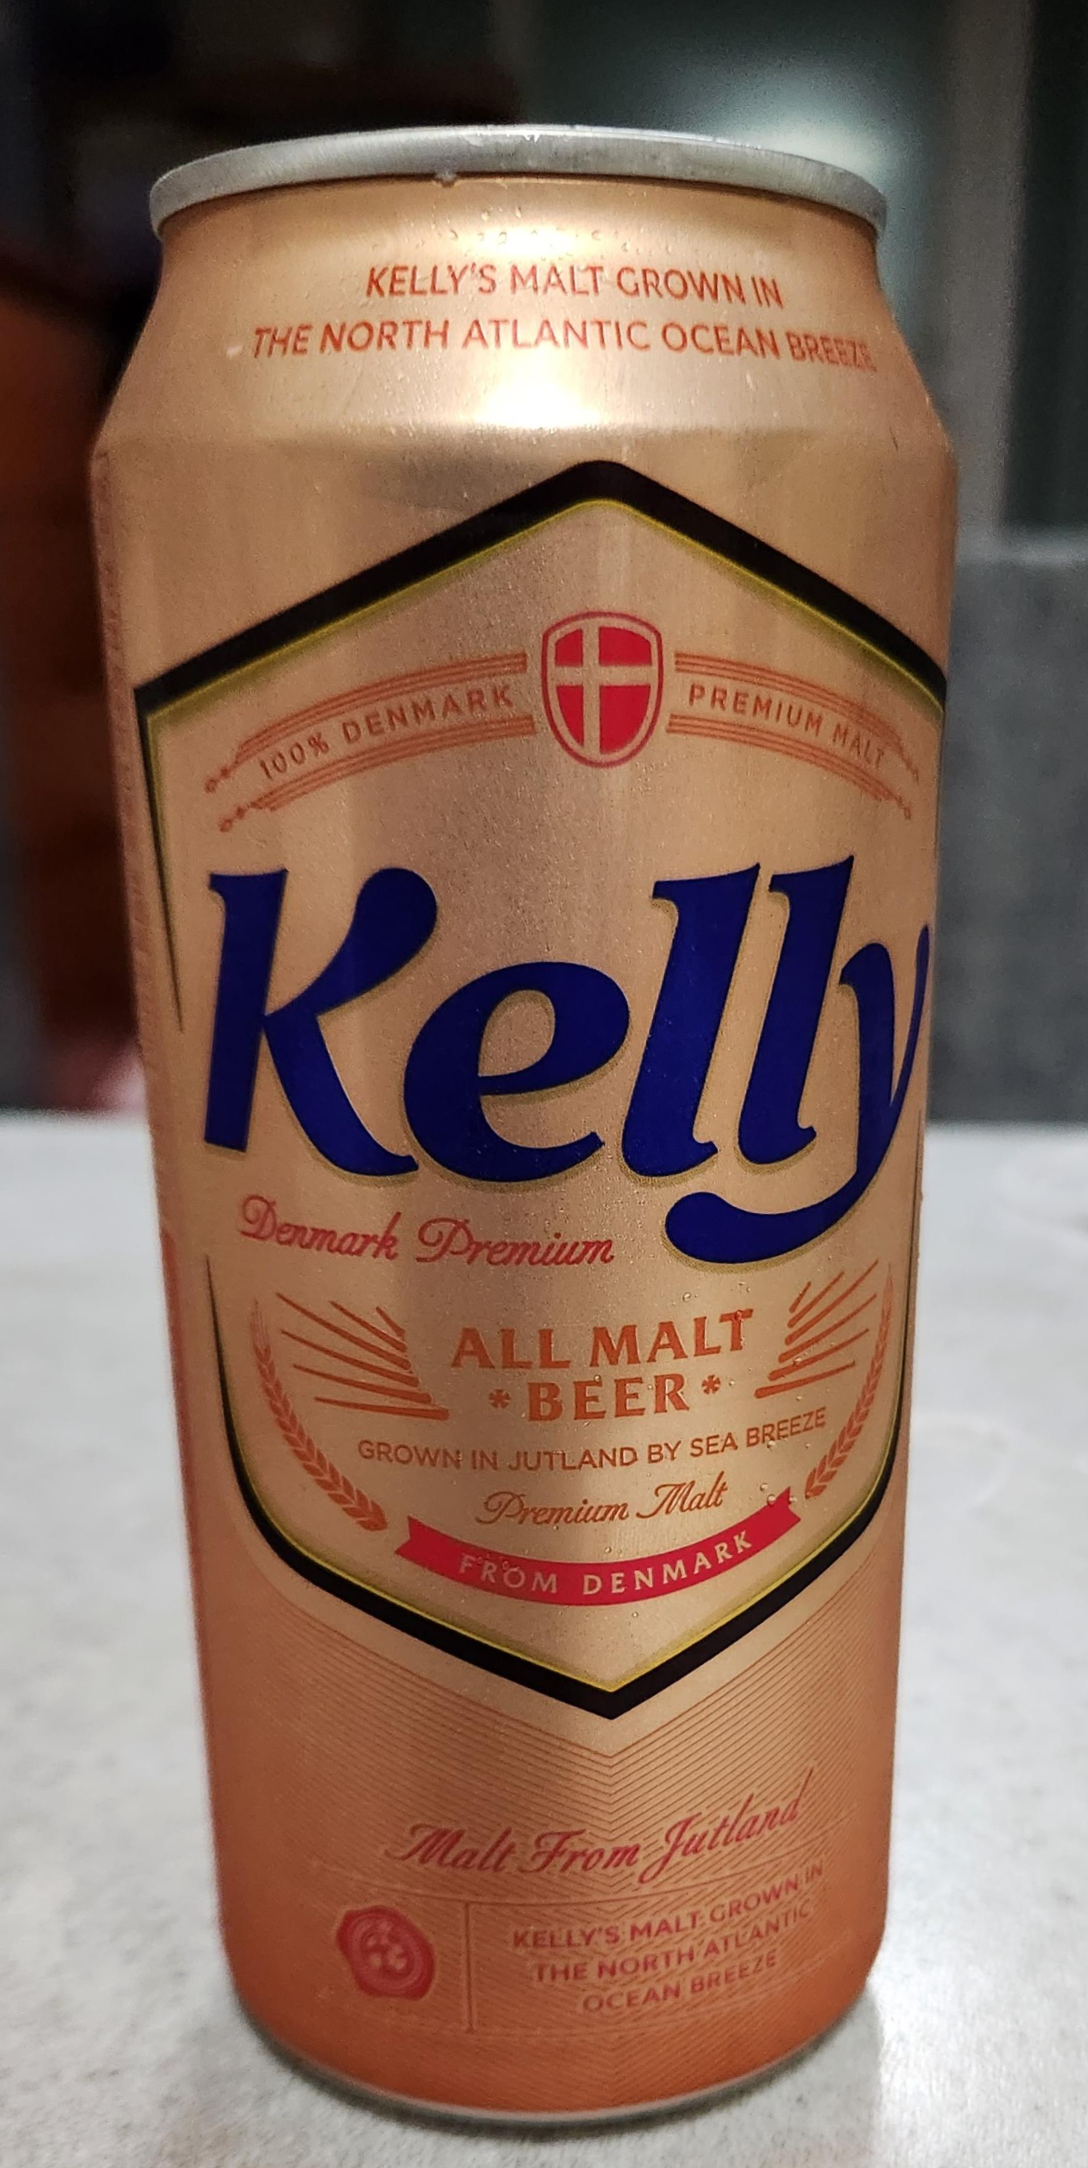 KELLY'S MALT GROWN IN
THE NORTH ATLANTIC OCEAN BREEZE
100% DENMARK PREMIUM MALT
Kelly
Denmark Premium
ALL MALT
*BEER*
GROWN IN JUTLAND BY SEA BREEZE
Premium Malt
FROM DENMARK
Malt From Jutland
KELLY'S MALT GROWN IN
THE NORTH ATLANTIC
OCEAN BREEZE